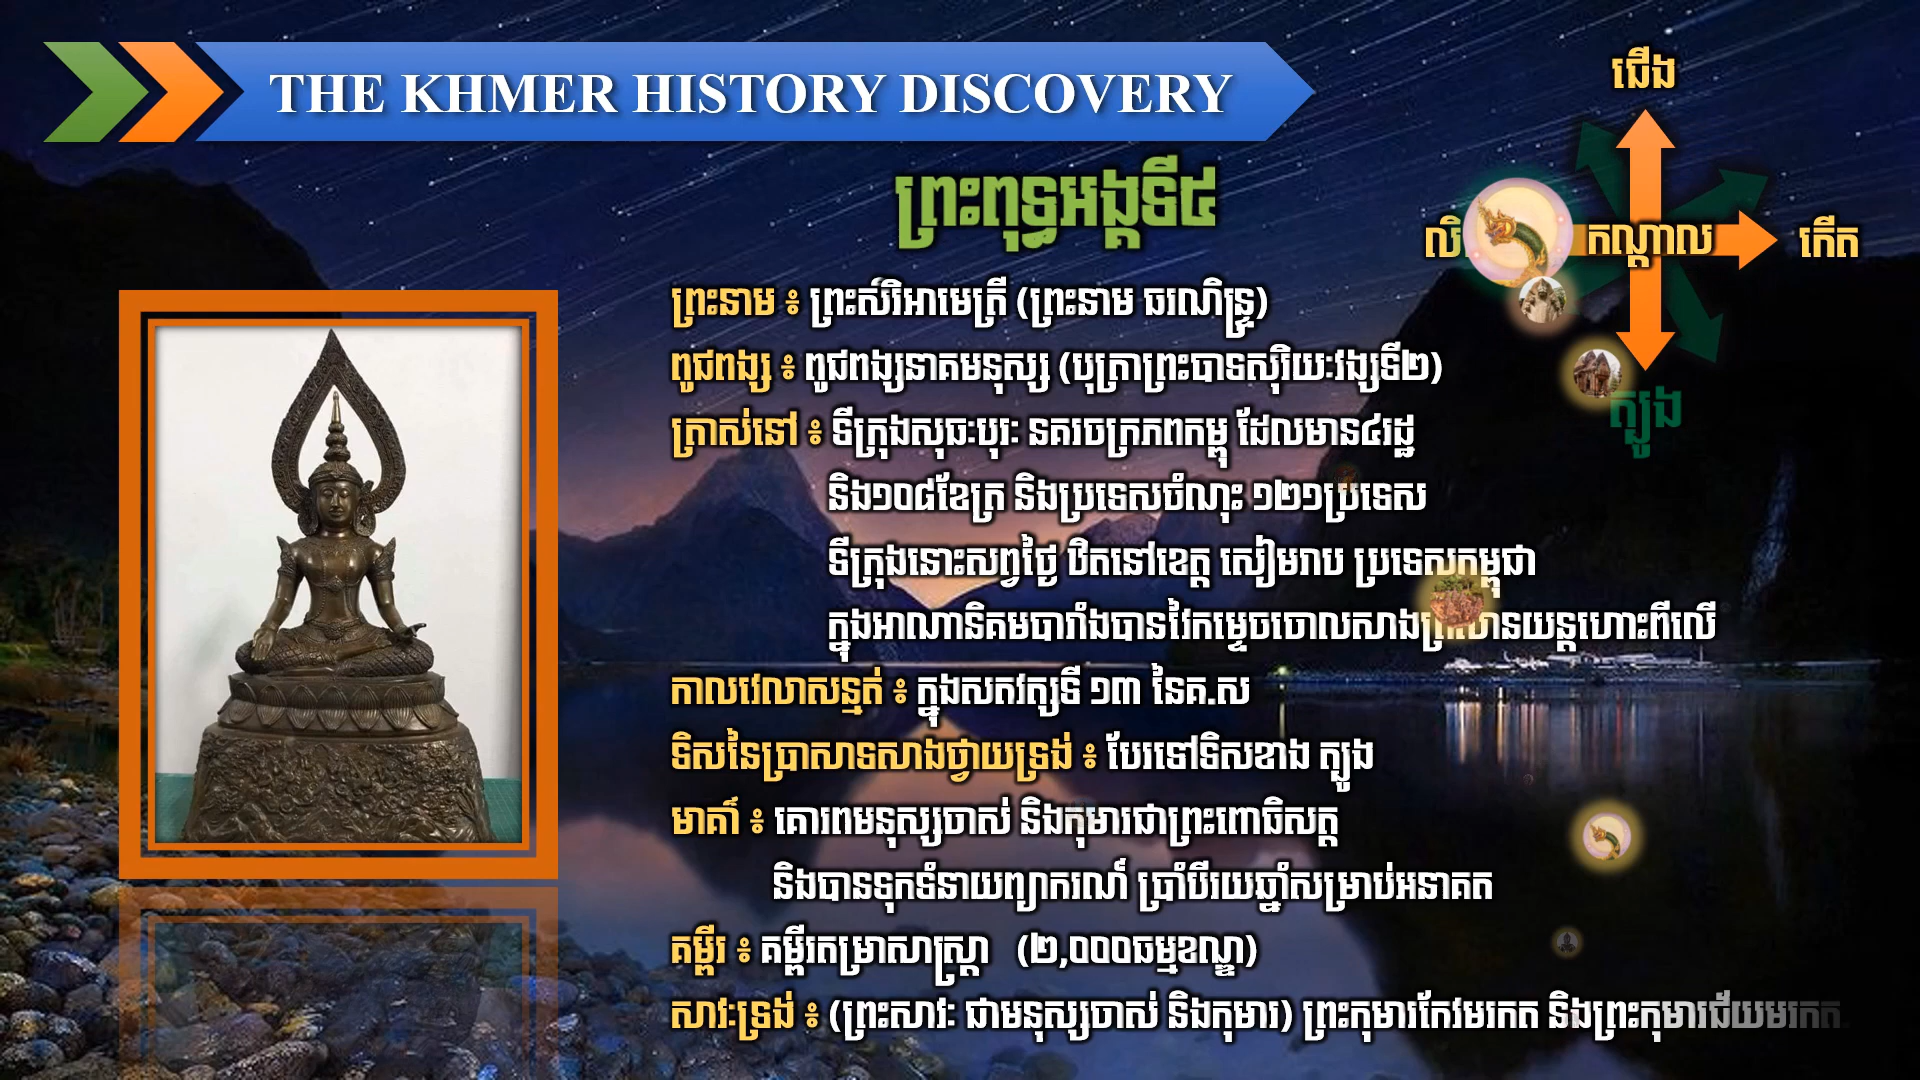 THE KHMER HISTORY DISCOVERY
ជើង
ព្រះពុទ្ធអង្គទី៥
កណ្ដាល
កើត
ព្រះនាម ៖ ព្រះសិរិអាមេត្រី (ព្រះនាម ធរណិន្ទ្រ)
ពូជពង្ស ៖ ពូជពង្សនាគមនុស្ស (បុត្រាព្រះបាទសុរិយៈវង្សទី២)
ត្រាស់នៅ ៖ ទីក្រុងសុធៈបុរៈ នគរចក្រភពកម្ពុ ដែលមាន៤រដ្ឋ
ត្បូង
និង១០៨ខែត្រ និងប្រទេសចំណុះ ១២១ប្រទេស
ទីក្រុងនោះសព្វថ្ងៃ ឋិតនៅខេត្ត សៀមរាប ប្រទេសកម្ពុជា
ក្នុងអាណានិគមបារាំងបានវៃកម្ទេចចោលសាង
កាលវេលាសន្មត់ ៖ ក្នុងសតវត្សទី ១៣ នៃគ.ស
ទិសនៃប្រាសាទសាងថ្វាយទ្រង់ ៖ បែរទៅទិសខាង ត្បូង
មាគ៌ា ៖ គោរពមនុស្សចាស់ និងកុមារជាព្រះពោធិសត្ត
និងបានទុកទំនាយព្យាករណ៍ ប្រាំបីរយឆ្នាំសម្រាប់អនាគត
គម្ពីរ ៖ គម្ពីរតម្រាសាស្ត្រា (២,០០០ធម្មខណ្ឌ)
សាវៈទ្រង់ ៖ (ព្រះសាវៈ ជាមនុស្សចាស់ និងកុមារ) ព្រះកុមារកែវមរកត និងព្រះកុមារជ័យមរកត